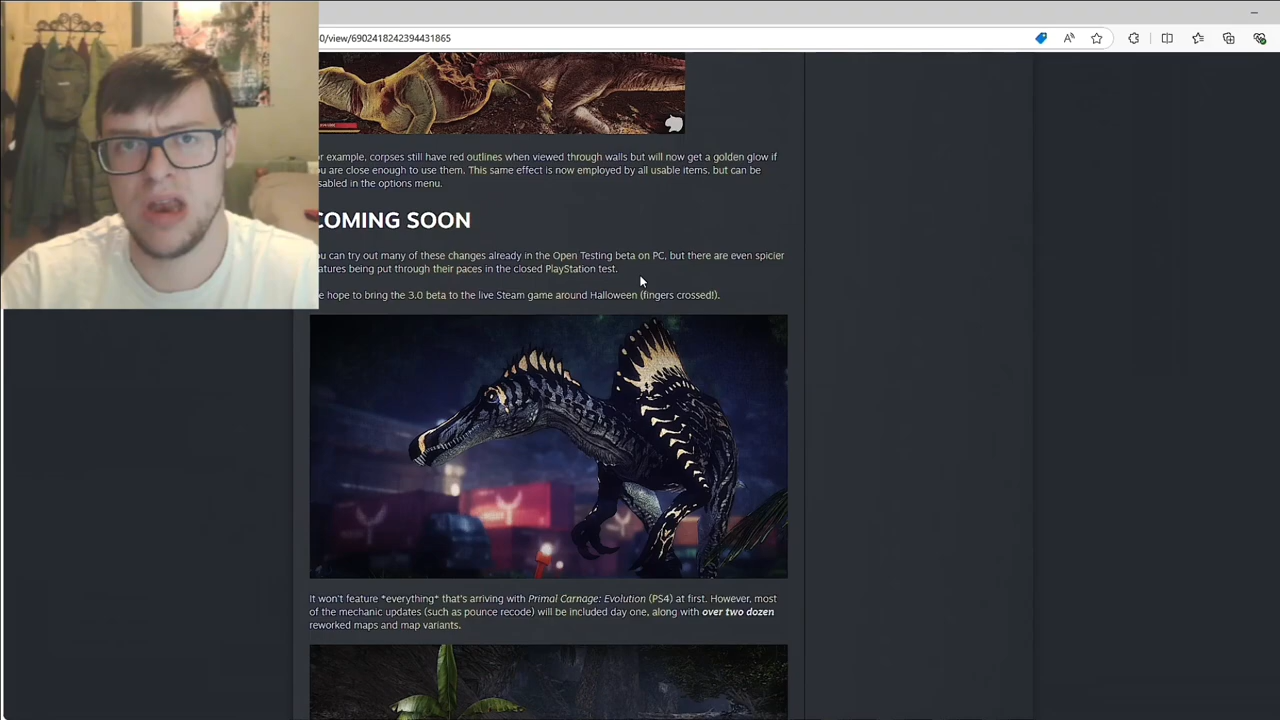 0/view/6902418242394431865
or example, corpses still have red outlines when viewed through walls but will now get a golden glow if
ou are close enough to use them. This same effect is now employed by all usable items. but can be
sabled in the options menu.
COMING SOON
ou can try out many of these changes already in the Open Testing beta on PC, but there are even spicier
atures being put through their paces in the closed PlayStation test.
e hope to bring the 3.0 beta to the live Steam game around Halloween (fingers crossed!).
It won't feature *everything* that's arriving with Primal Carnage: Evolution (PS4) at first. However, most
of the mechanic updates (such as pounce recode) will be included day one, along with over two dozen
reworked maps and map variants.